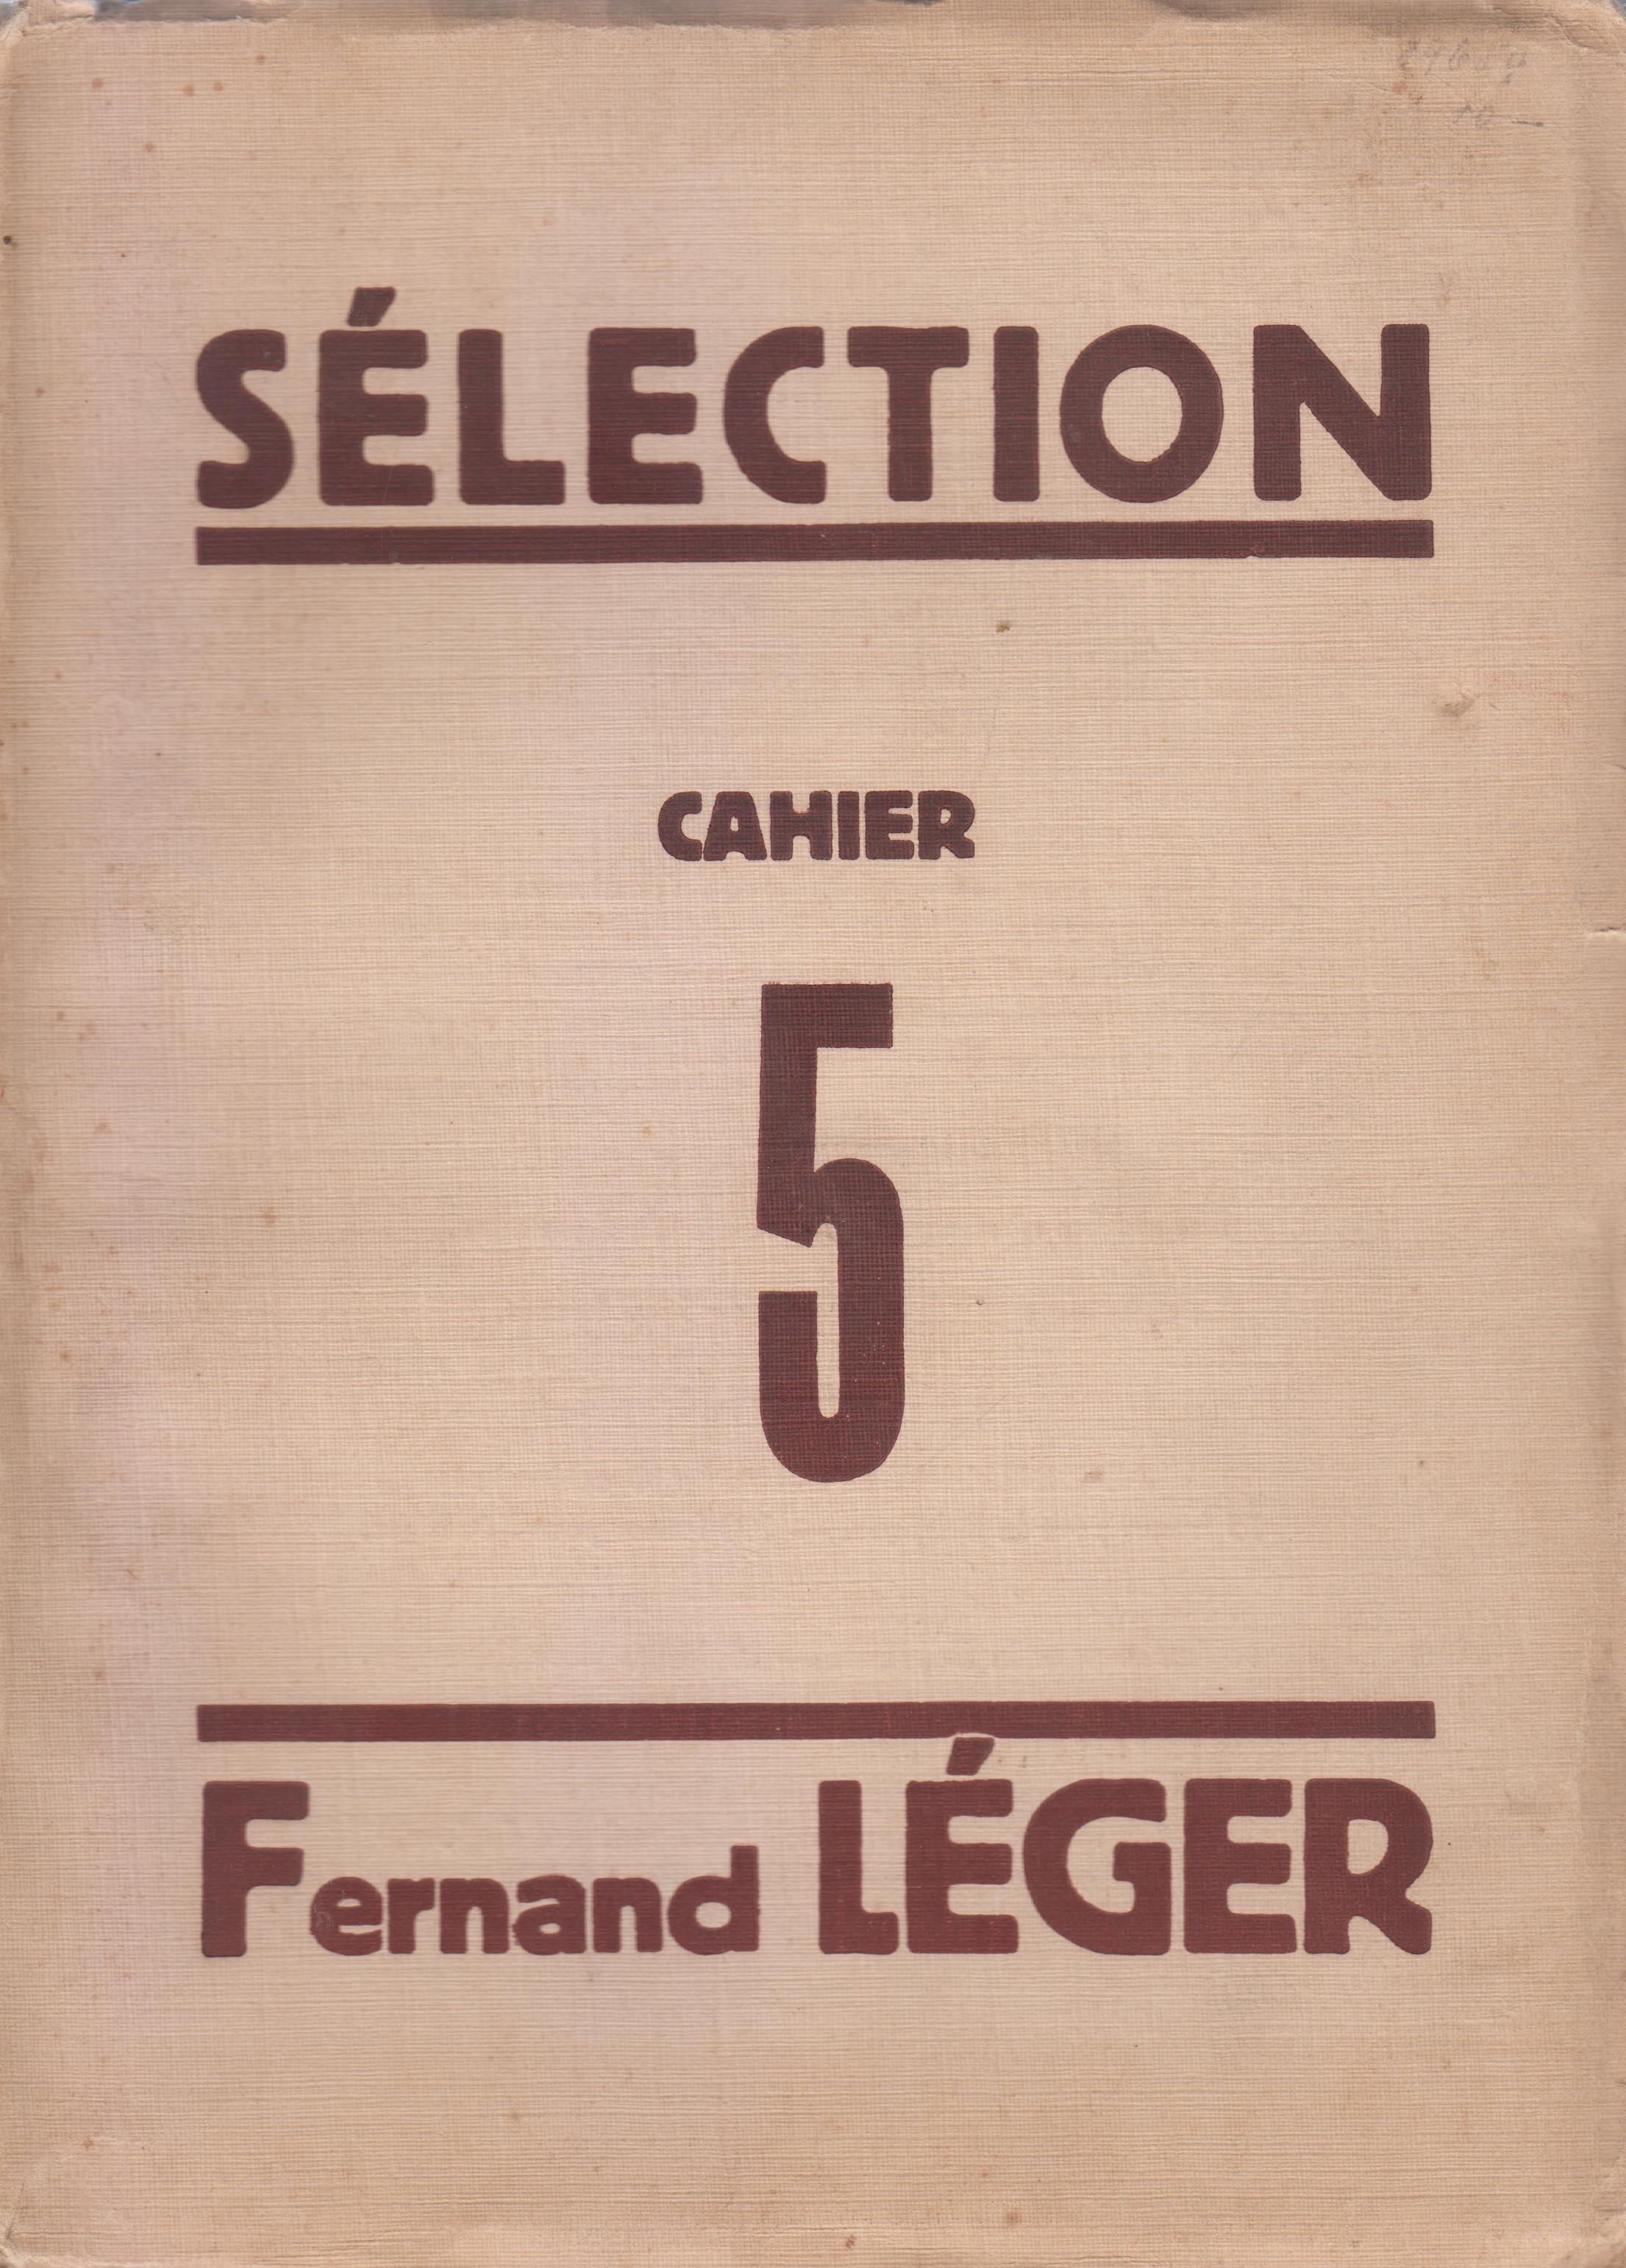 SÉLECTION
CAHIER
5
Fernand LÉGER